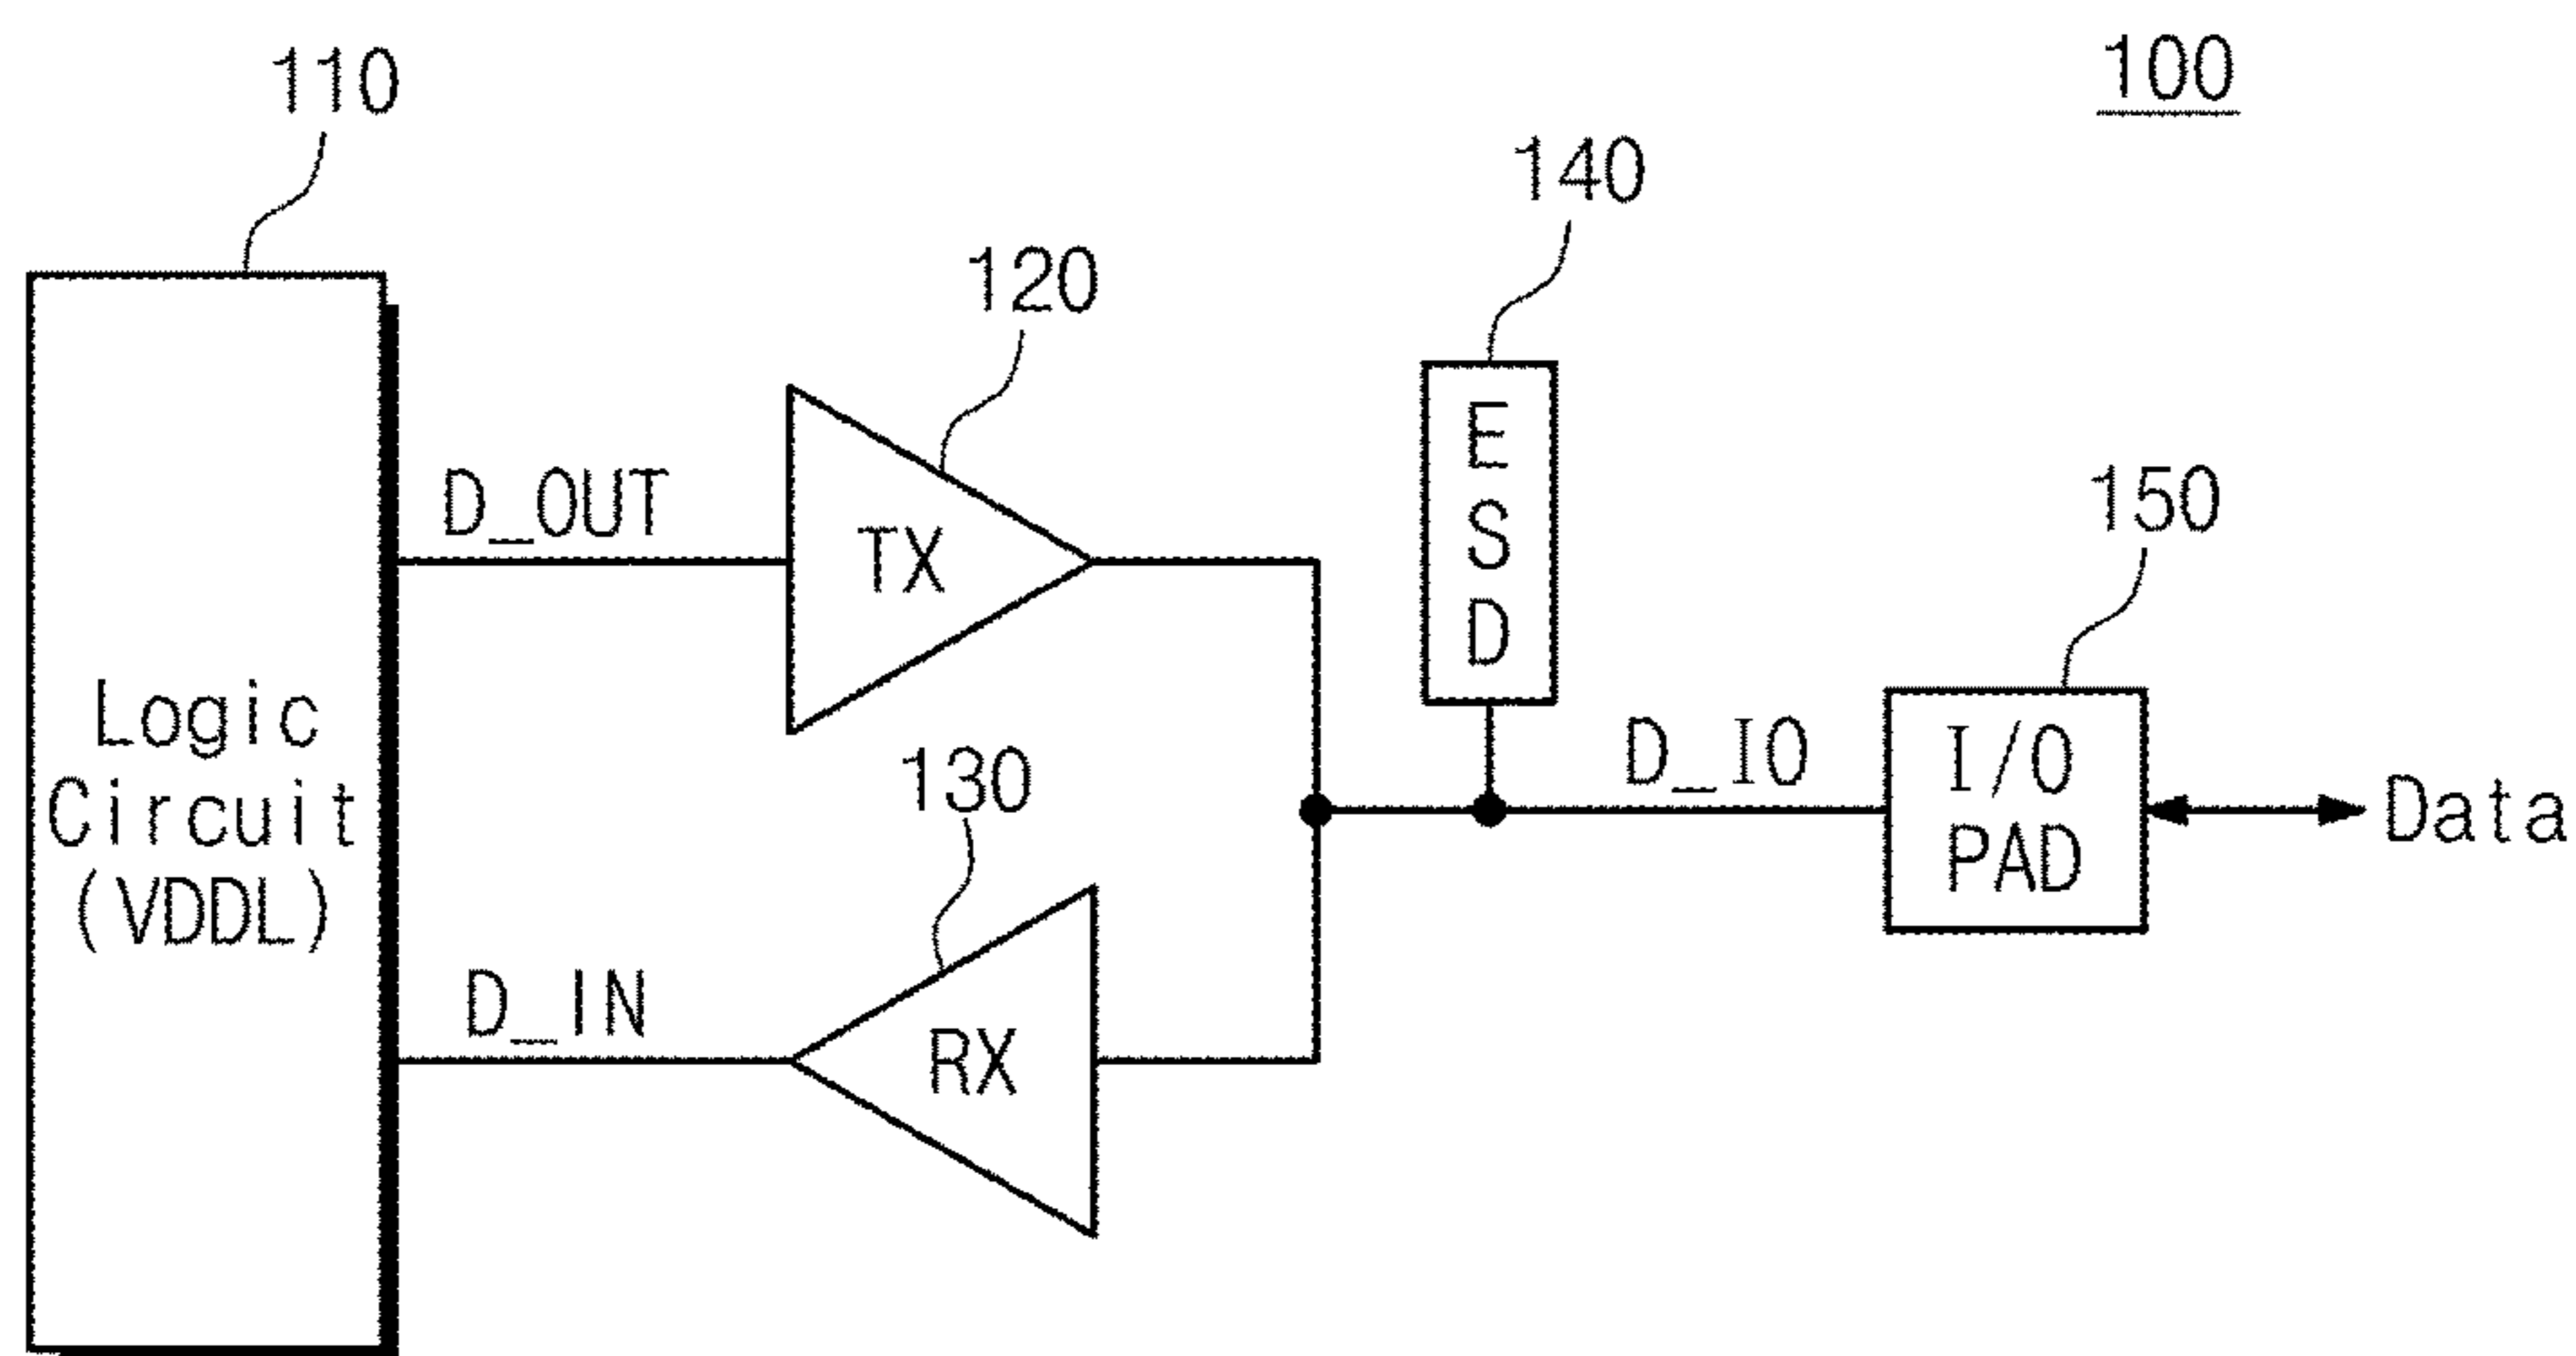 100
110
140
120
150
130
D_OUT
TX
E
S
D
Logic
Circuit
(VDDL)
D_IO
I/O
PAD
Data
D_IN
RX